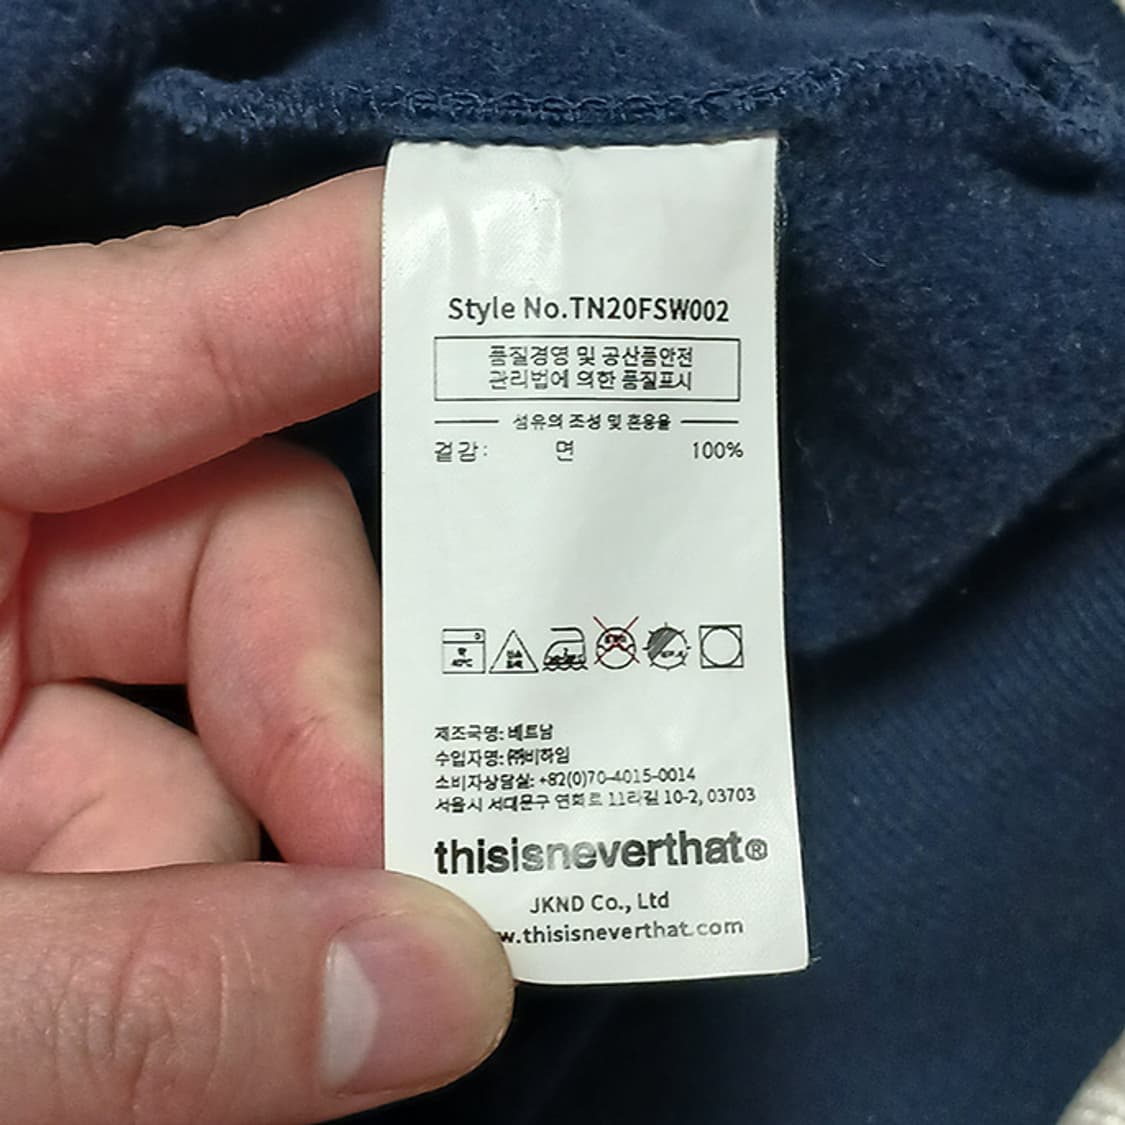 Style No.TN20FSW002
품질경영 및 공산품안전
관리법에 의한 품질표시
섬유의 조성 및 혼용율
겉감: 면 100%
약
40℃
제조국명: 베트남
수입자명: ㈜비하임
소비자상담실: +82(0)70-4015-0014
서울시 서대문구 연희로 11라길 10-2, 03703
thisisneverthat®
JKND Co., Ltd
w.thisisneverthat.com